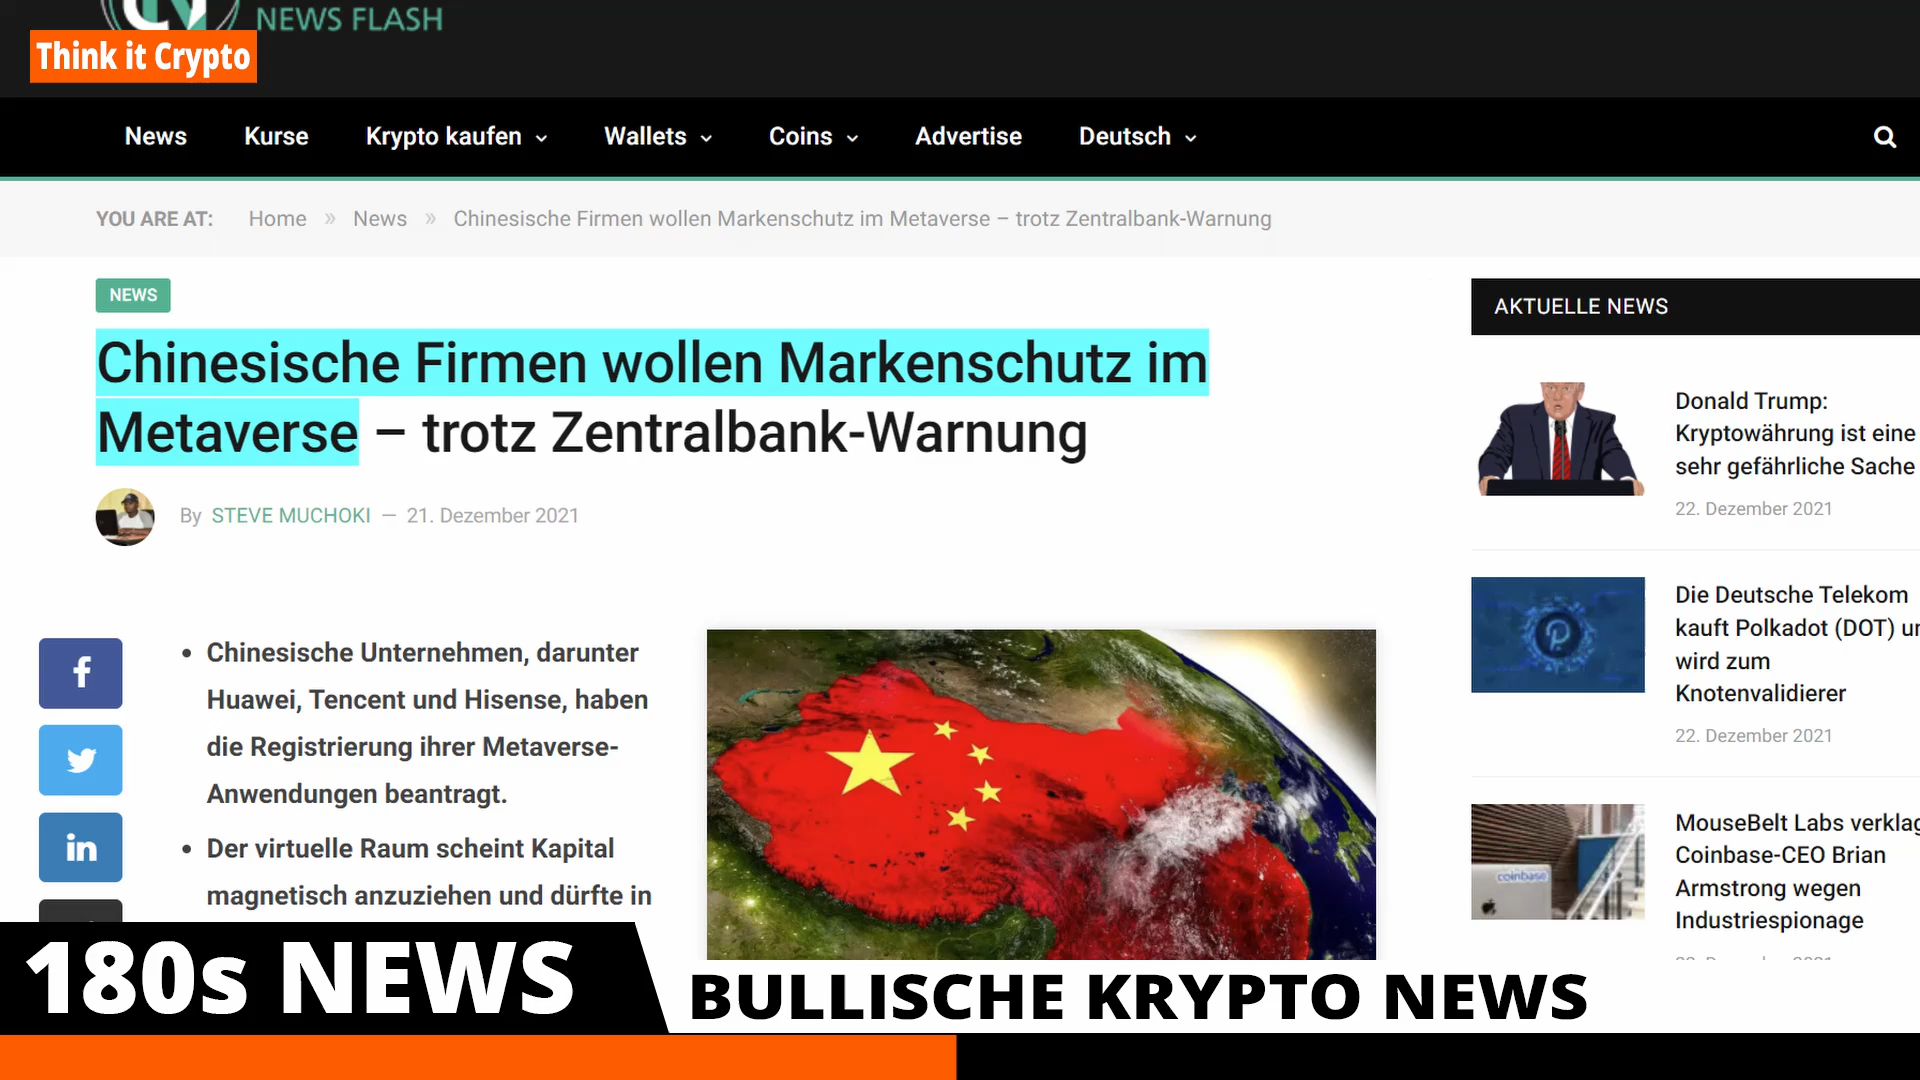 NEWS FLASH
Think it Crypto
News Kurse Krypto kaufen Wallets Coins Advertise Deutsch
YOU ARE AT: Home » News » Chinesische Firmen wollen Markenschutz im Metaverse – trotz Zentralbank-Warnung
NEWS
Chinesische Firmen wollen Markenschutz im
Metaverse – trotz Zentralbank-Warnung
By STEVE MUCHOKI — 21. Dezember 2021
• Chinesische Unternehmen, darunter
Huawei, Tencent und Hisense, haben
die Registrierung ihrer Metaverse-
Anwendungen beantragt.
• Der virtuelle Raum scheint Kapital
magnetisch anzuziehen und dürfte in
AKTUELLE NEWS
Donald Trump:
Kryptowährung ist eine
sehr gefährliche Sache
22. Dezember 2021
Die Deutsche Telekom
kauft Polkadot (DOT)
wird zum
Knotenvalidierer
22. Dezember 2021
coinbase
MouseBelt Labs
Coinbase-CEO Brian
Armstrong wegen
Industriespionage
180s NEWS
BULLISCHE KRYPTO NEWS